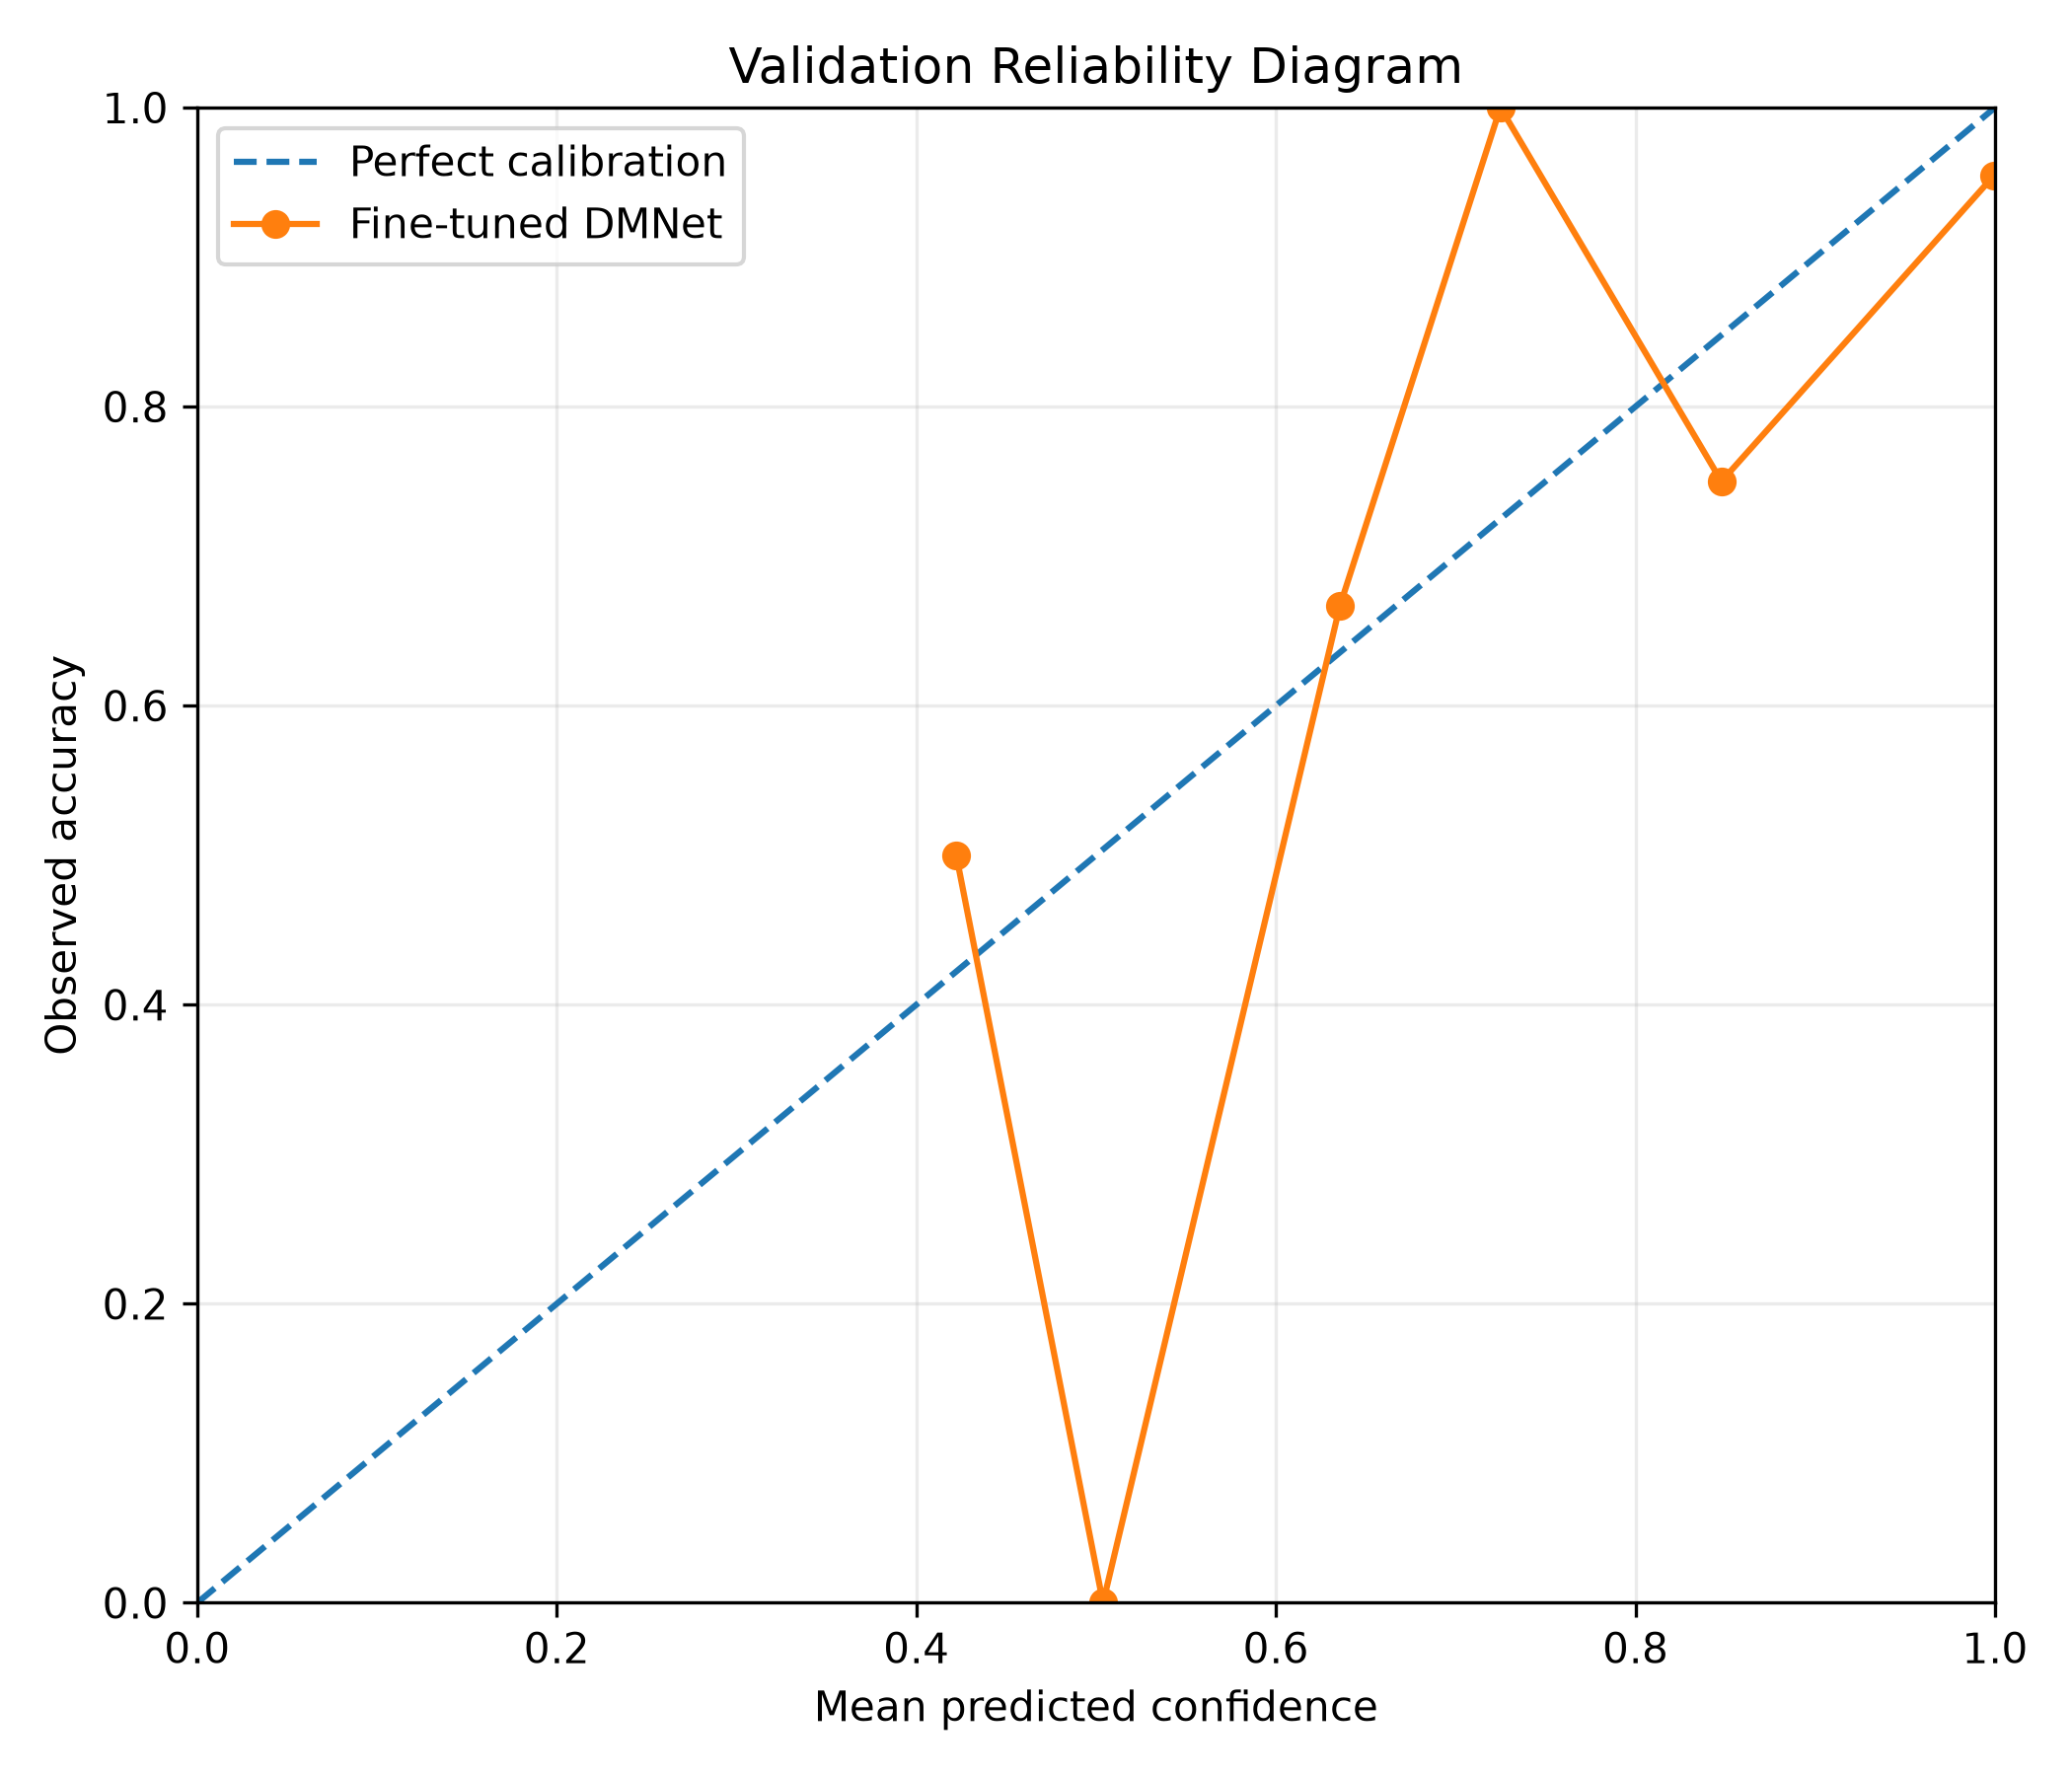 Validation Reliability Diagram
Perfect calibration
Fine-tuned DMNet
Observed accuracy
1.0
0.8
0.6
0.4
0.2
0.0
0.0 0.2 0.4 0.6 0.8 1.0
Mean predicted confidence